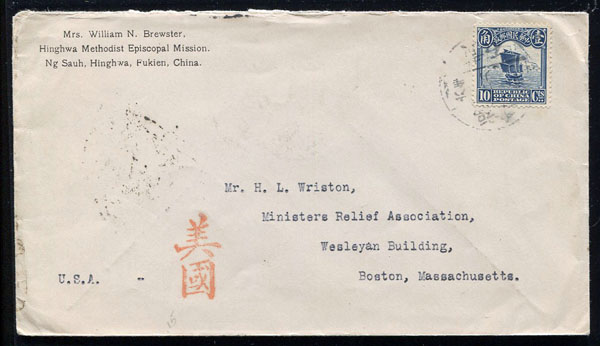 Mrs. William N. Brewster,
Hinghwa Methodist Episcopal Mission.
Ng Sauh, Hinghwa, Fukien, China.
REPUBLIC
OF CHINA
10 POSTAGE Cts
Mr. H. L. Wriston,
Ministers Relief Association,
Wesleyan Building,
Boston, Massachusetts.
U.S.A. -
美
國